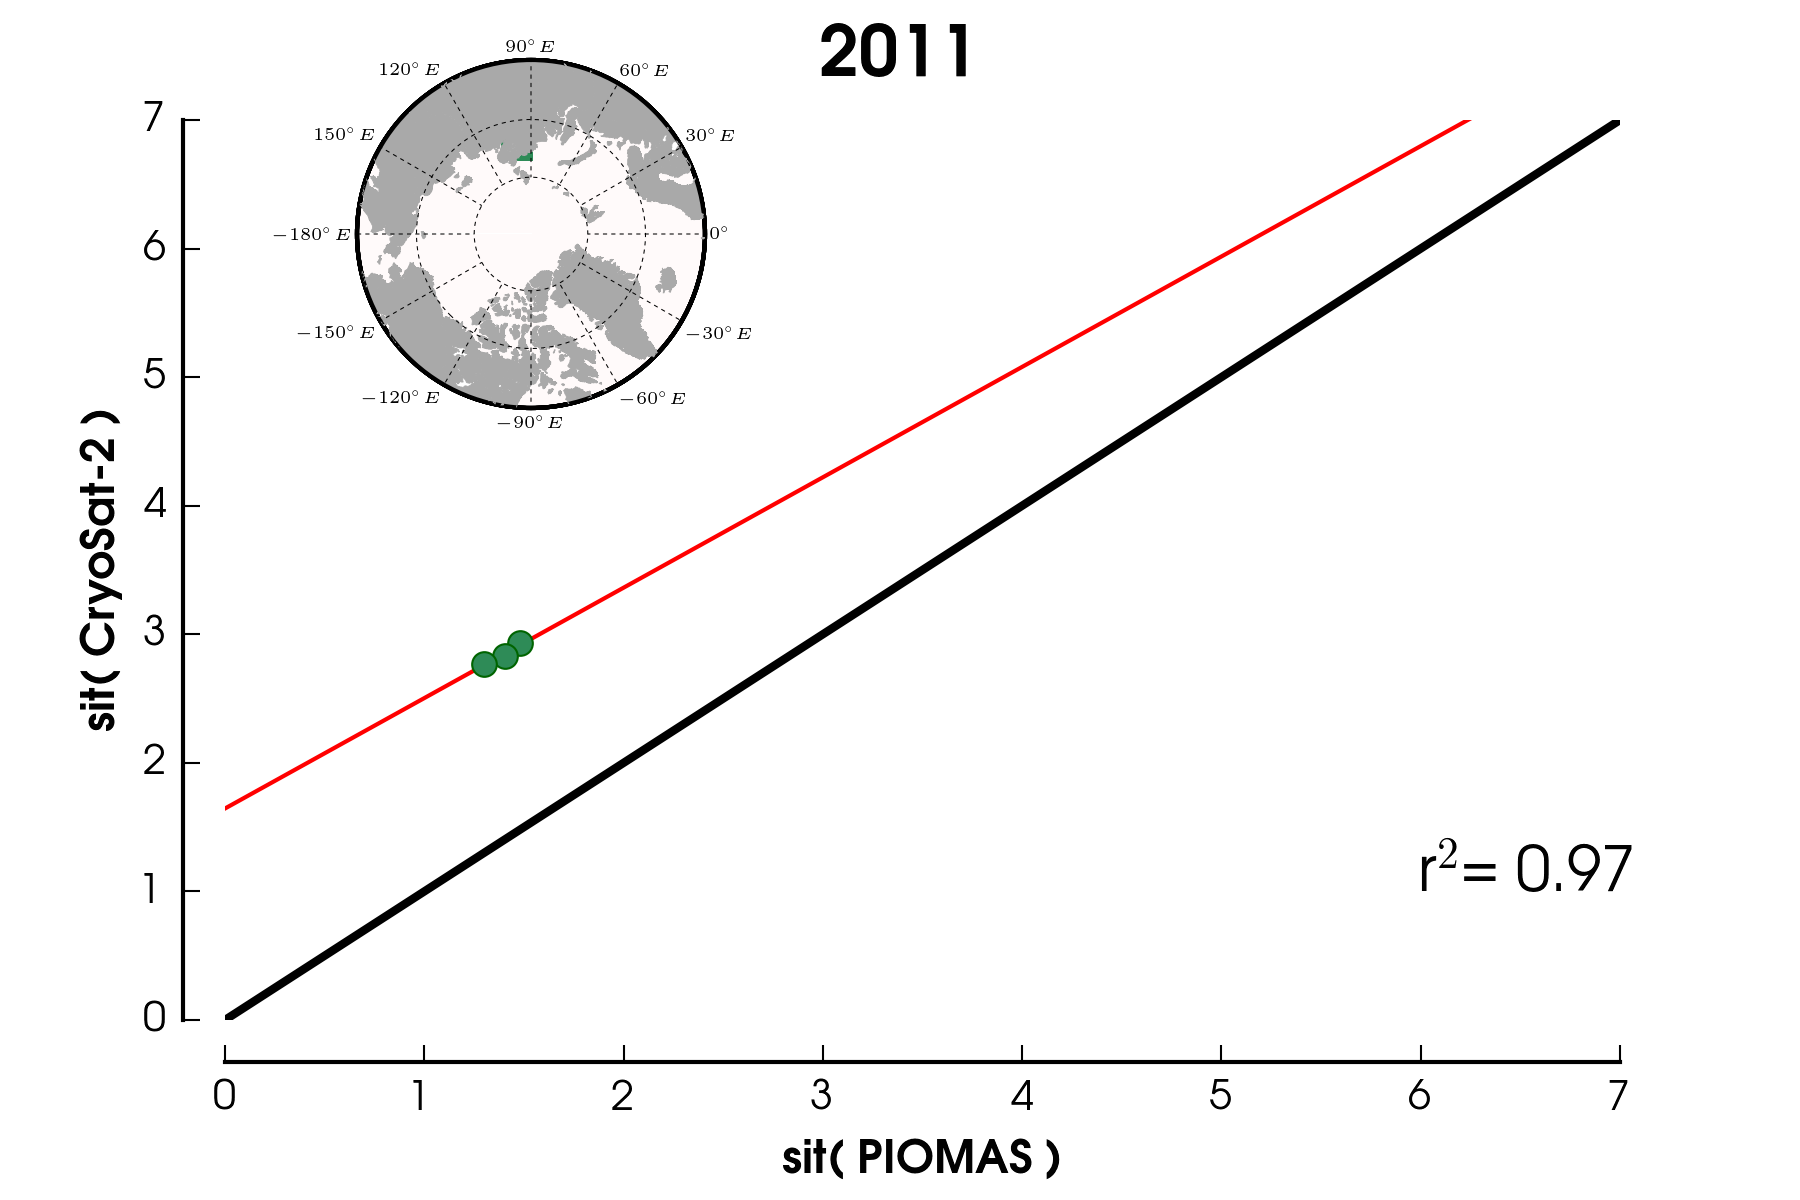 2011
90° E
120° E
60° E
150° E
30° E
−180° E
0°
−150° E
−30° E
−120° E
−60° E
−90° E
7
6
5
4
3
2
1
0
sit( CryoSat-2 )
r²= 0.97
0 1 2 3 4 5 6 7
sit( PIOMAS )